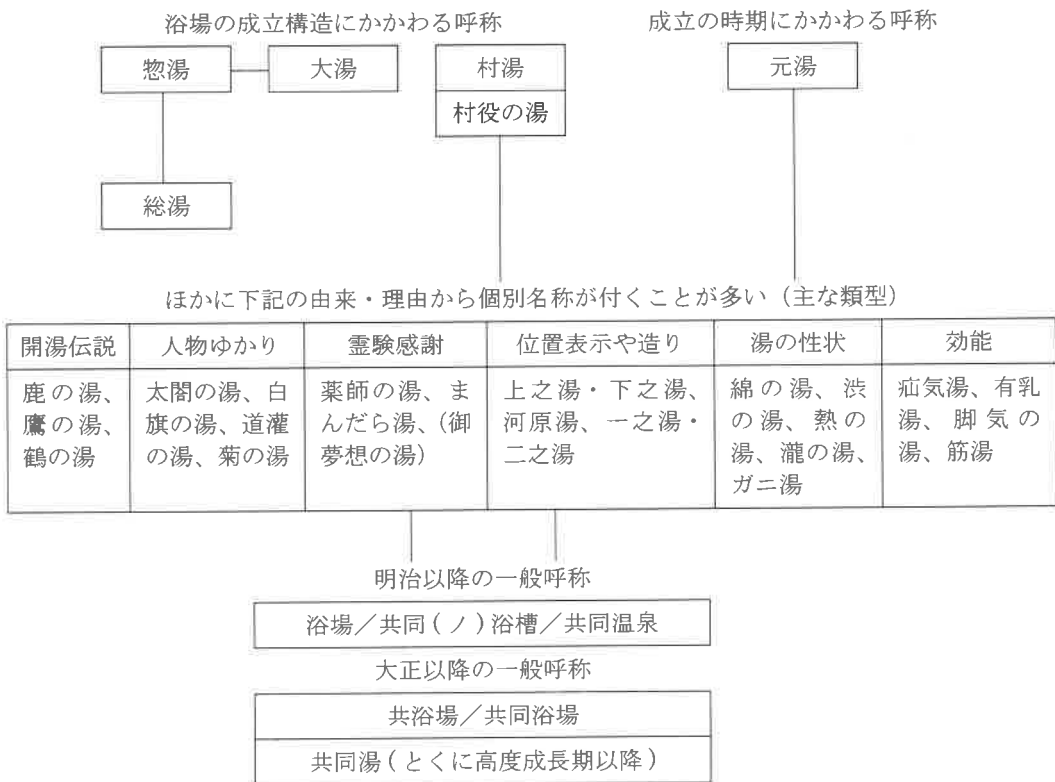 浴場の成立構造にかかわる呼称
成立の時期にかかわる呼称
惣湯
大湯
村湯
元湯
村役の湯
総湯
ほかに下記の由来・理由から個別名称が付くことが多い（主な類型）
開湯伝説
人物ゆかり
霊験感謝
位置表示や造り
湯の性状
効能
鹿の湯、
鷹の湯、
鶴の湯
太閤の湯、白
旗の湯、道灌
の湯、菊の湯
薬師の湯、ま
んだら湯、(御
夢想の湯)
上之湯・下之湯、
河原湯、一之湯・
二之湯
綿の湯、渋
の湯、熱の
湯、瀧の湯、
ガニ湯
疝気湯、有乳
湯、脚気の
湯、筋湯
明治以降の一般呼称
浴場／共同(ノ)浴槽／共同温泉
大正以降の一般呼称
共浴場／共同浴場
共同湯(とくに高度成長期以降)